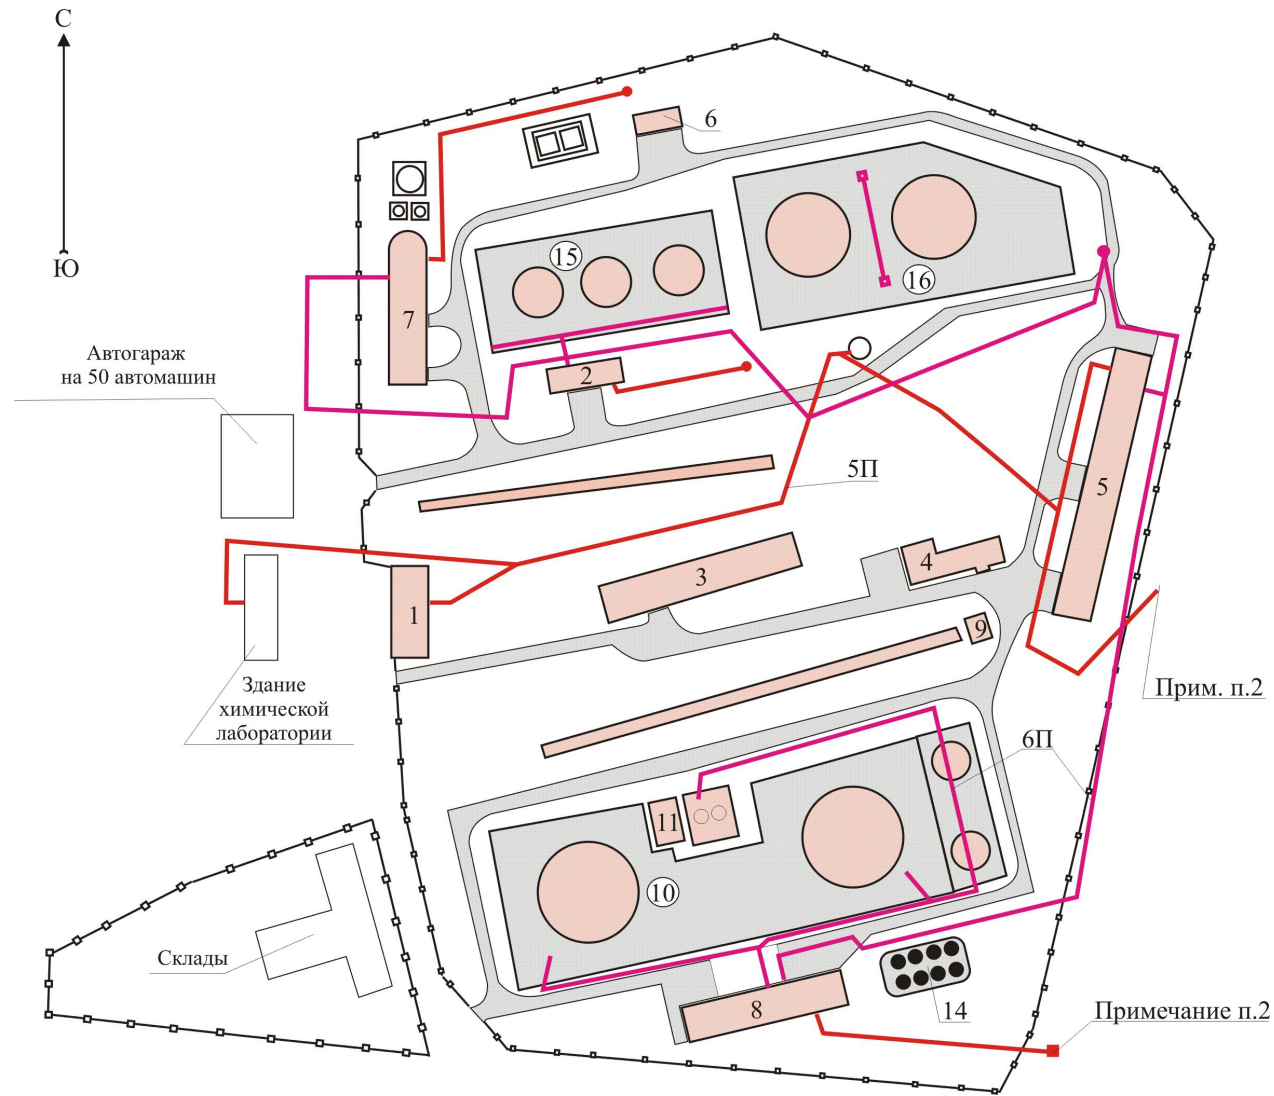 С
Ю
6
15
16
7
2
Автогараж
на 50 автомашин
5П
5
3
4
1
9
Здание
химической
лаборатории
Прим. п.2
6П
11
10
Склады
8
14
Примечание п.2